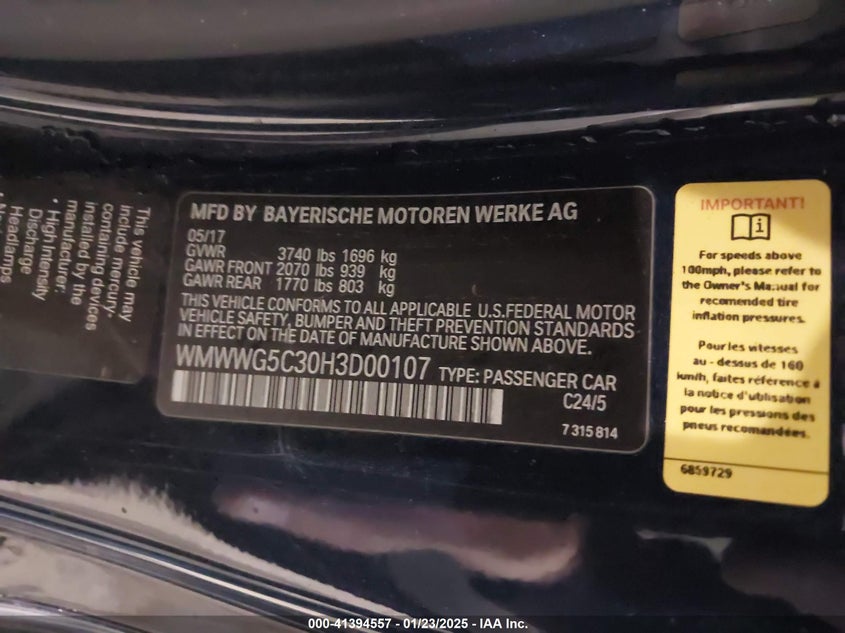 MFD BY BAYERISCHE MOTOREN WERKE AG
05/17
GVWR 3740 lbs 1696 kg
GAWR FRONT 2070 lbs 939 kg
GAWR REAR 1770 lbs 803 kg
THIS VEHICLE CONFORMS TO ALL APPLICABLE U.S.FEDERAL MOTOR
VEHICLE SAFETY, BUMPER AND THEFT PREVENTION STANDARDS
IN EFFECT ON THE DATE OF MANUFACTURE SHOWN ABOVE.
WMWWG5C30H3D00107 TYPE: PASSENGER CAR
C24/5
7 315 814
This vehicle may
include mercury-
containing devices
installed by the
manufacturer:
• High Intensity
Discharge
Headlamps
IMPORTANT!
For speeds above
100mph, please refer to
the Owner's Manual for
recomended tire
inflation pressures.
Pour les vitesses
au - dessus de 160
km/h, faites référence à
la notice d'utilisation
pour les pressions des
pneus recomandées.
6859729
000-41394557 - 01/23/2025 - IAA Inc.